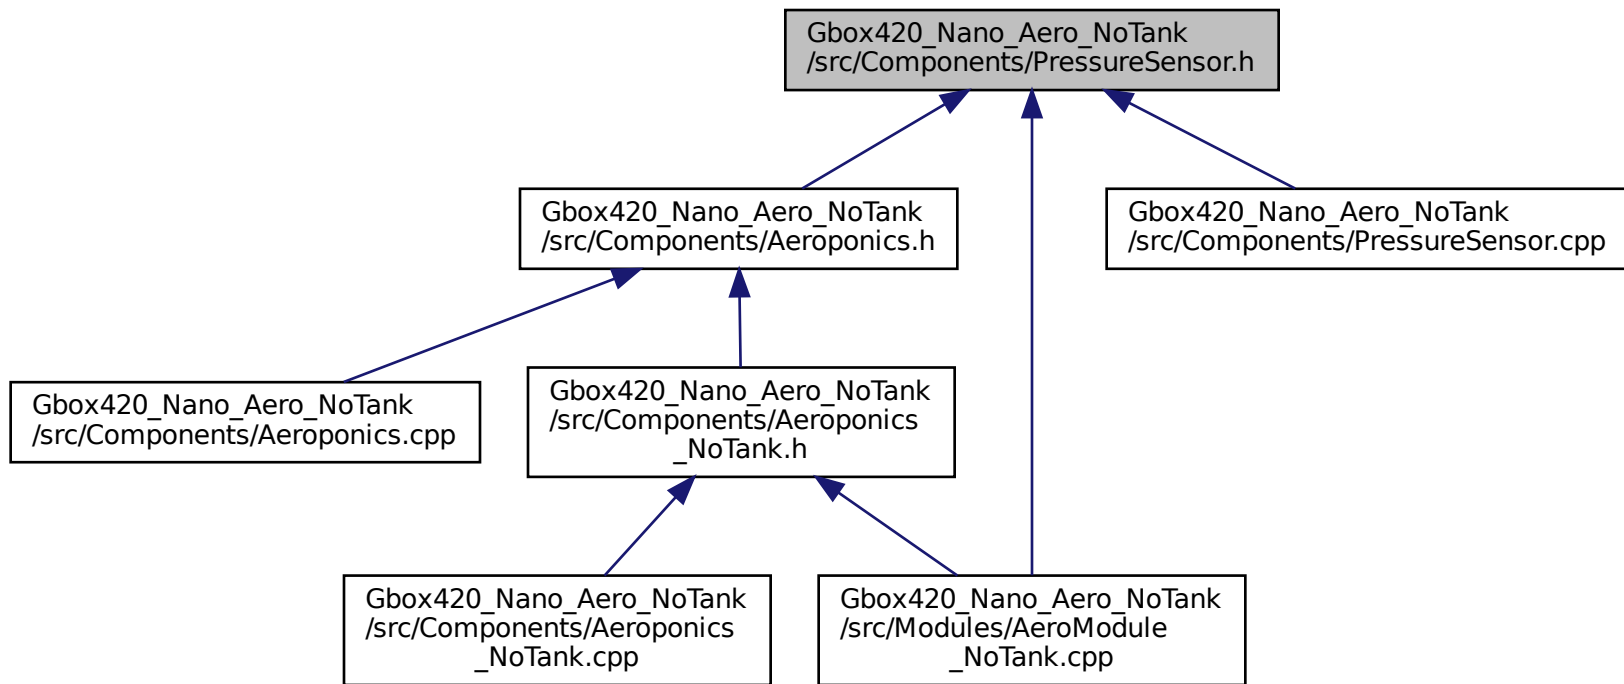 Gbox420_Nano_Aero_NoTank
/src/Components/PressureSensor.h
Gbox420_Nano_Aero_NoTank
/src/Components/Aeroponics.h
Gbox420_Nano_Aero_NoTank
/src/Components/PressureSensor.cpp
Gbox420_Nano_Aero_NoTank
/src/Components/Aeroponics.cpp
Gbox420_Nano_Aero_NoTank
/src/Components/Aeroponics
_NoTank.h
Gbox420_Nano_Aero_NoTank
/src/Components/Aeroponics
_NoTank.cpp
Gbox420_Nano_Aero_NoTank
/src/Modules/AeroModule
_NoTank.cpp